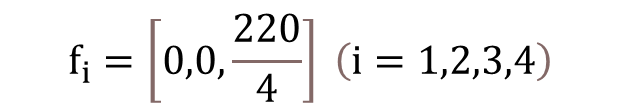 fᵢ = [0,0, 220/4] (i = 1,2,3,4)